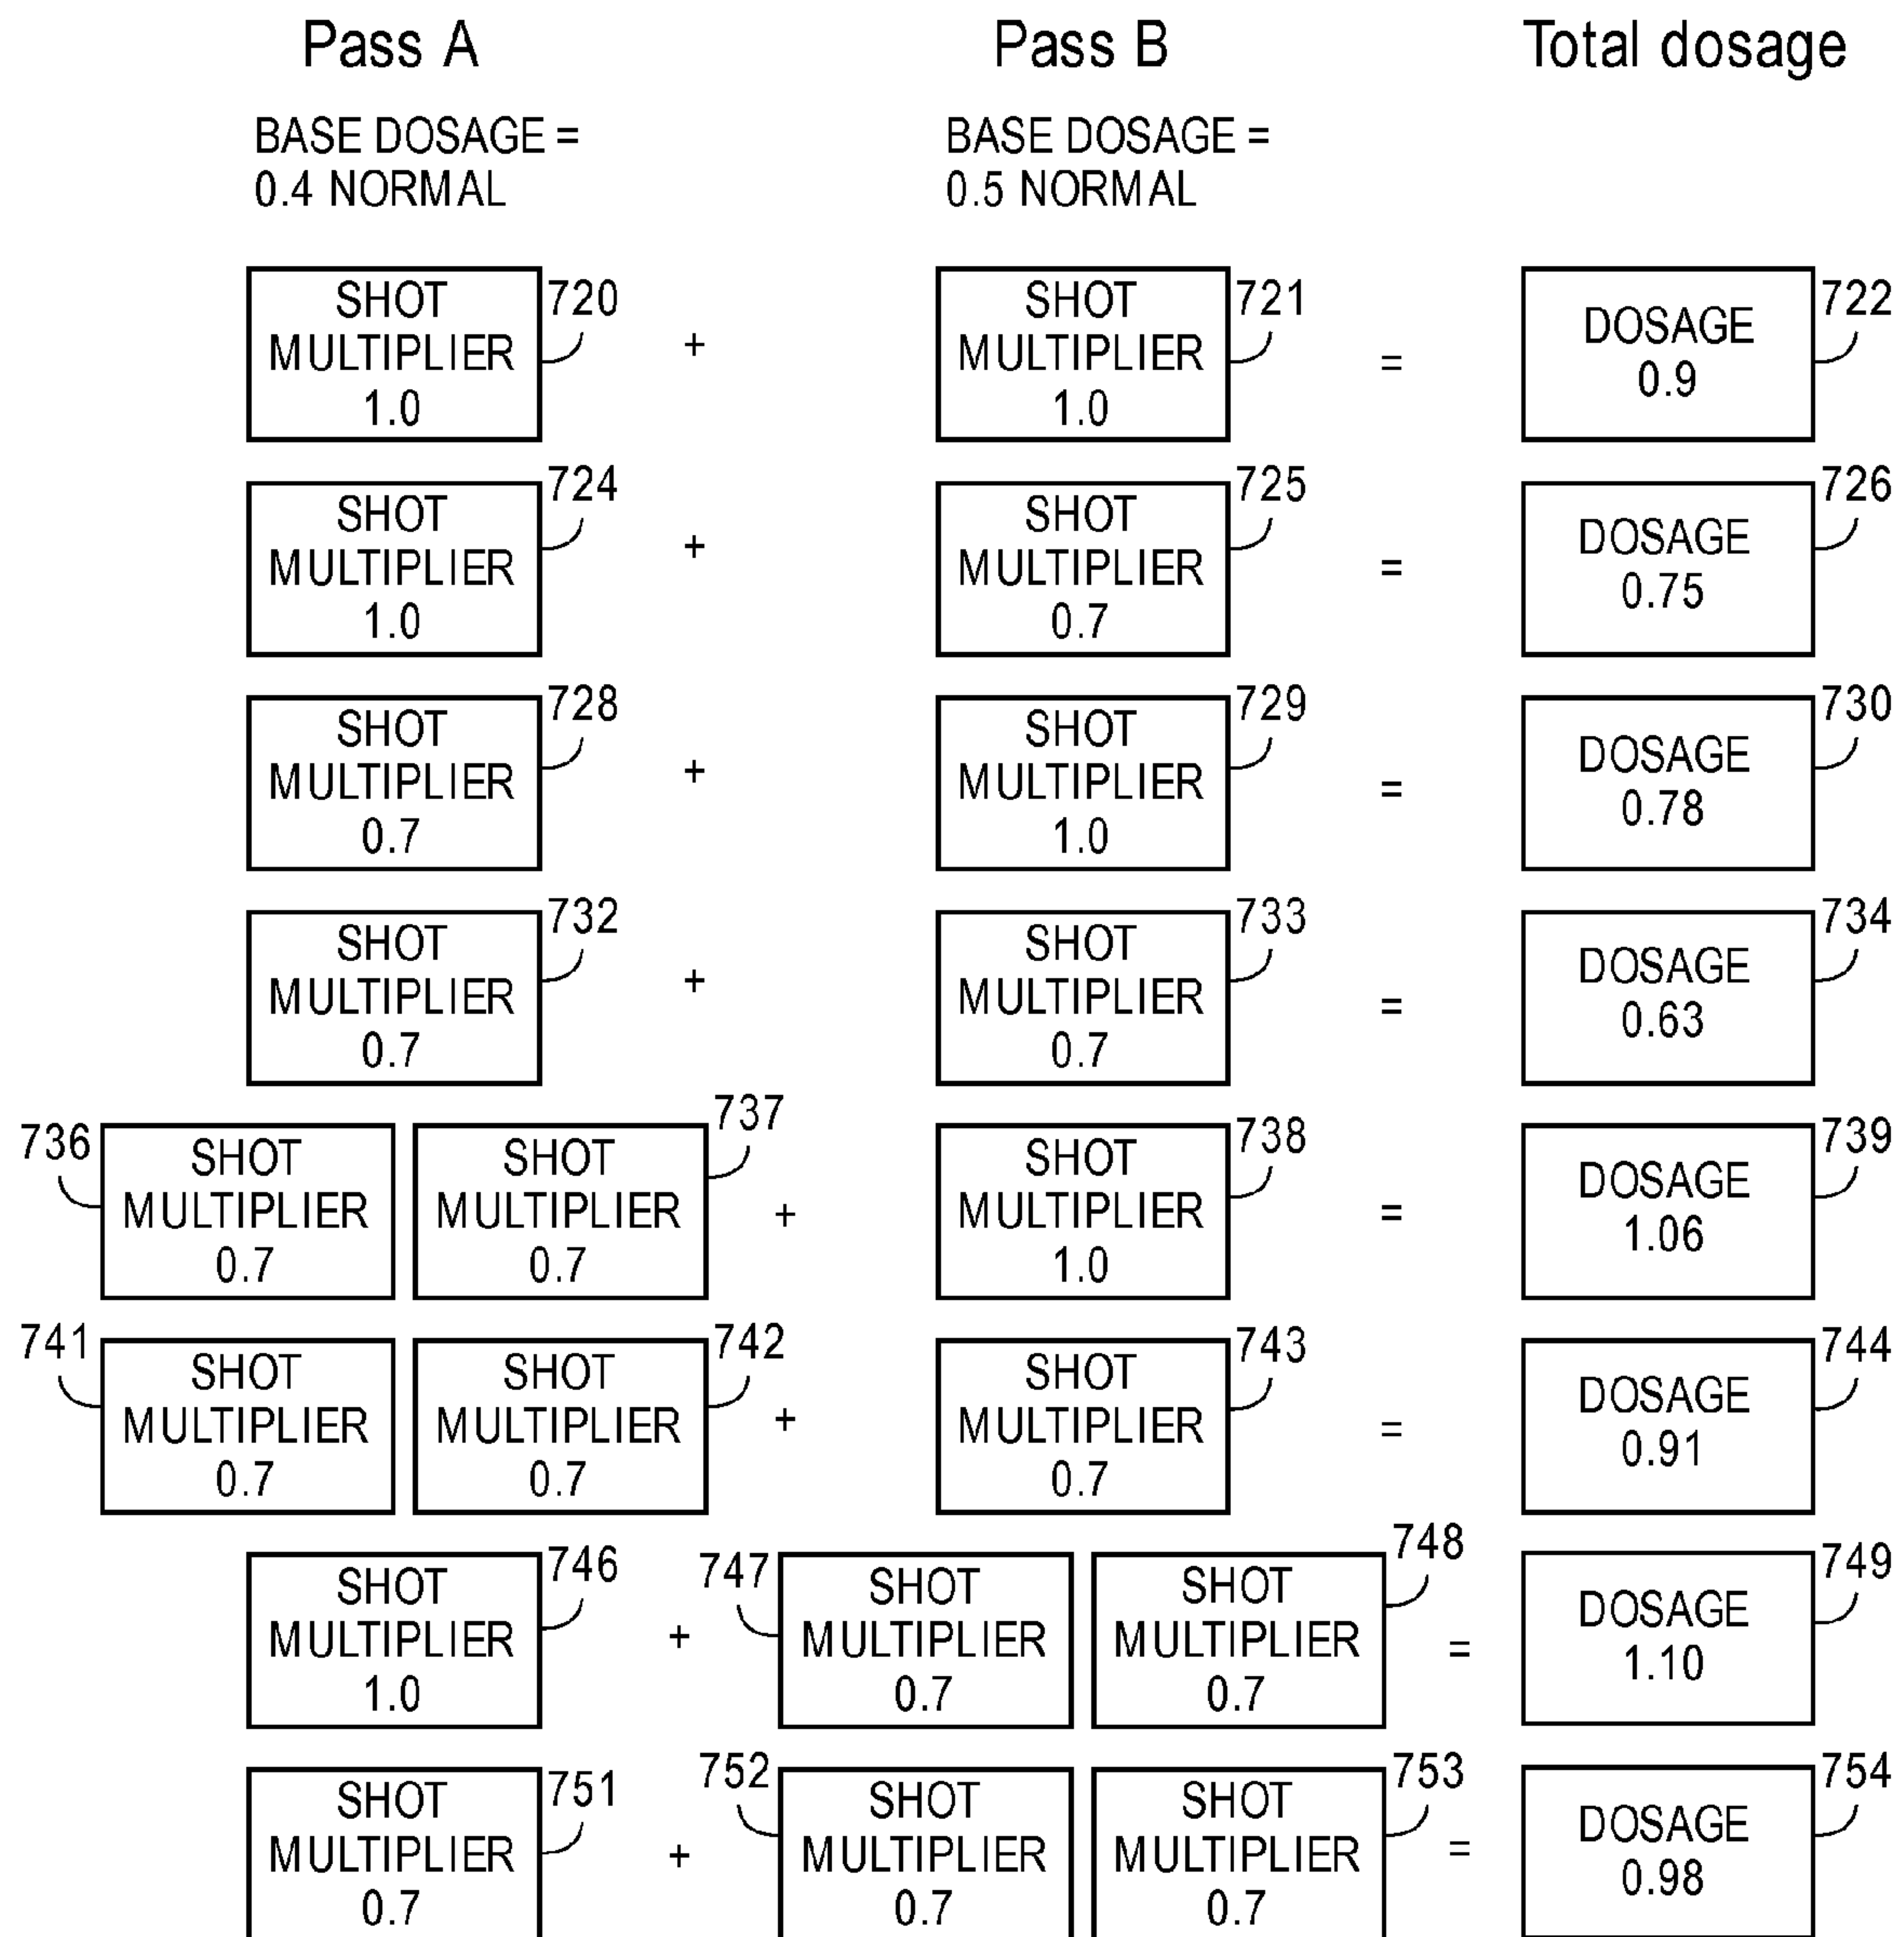 Pass A Pass B Total dosage
BASE DOSAGE = BASE DOSAGE =
0.4 NORMAL 0.5 NORMAL
SHOT 720 SHOT 721 722
MULTIPLIER + MULTIPLIER = DOSAGE
1.0 1.0 0.9
SHOT 724 SHOT 725 726
MULTIPLIER + MULTIPLIER = DOSAGE
1.0 0.7 0.75
SHOT 728 SHOT 729 730
MULTIPLIER + MULTIPLIER = DOSAGE
0.7 1.0 0.78
SHOT 732 SHOT 733 734
MULTIPLIER + MULTIPLIER = DOSAGE
0.7 0.7 0.63
736 SHOT SHOT 737 SHOT 738 739
MULTIPLIER MULTIPLIER + MULTIPLIER = DOSAGE
0.7 0.7 1.0 1.06
741 SHOT SHOT 742 SHOT 743 744
MULTIPLIER MULTIPLIER + MULTIPLIER = DOSAGE
0.7 0.7 0.7 0.91
SHOT 746 747 SHOT SHOT 748 749
MULTIPLIER + MULTIPLIER MULTIPLIER = DOSAGE
1.0 0.7 0.7 1.10
SHOT 751 752 SHOT SHOT 753 754
MULTIPLIER + MULTIPLIER MULTIPLIER = DOSAGE
0.7 0.7 0.7 0.98